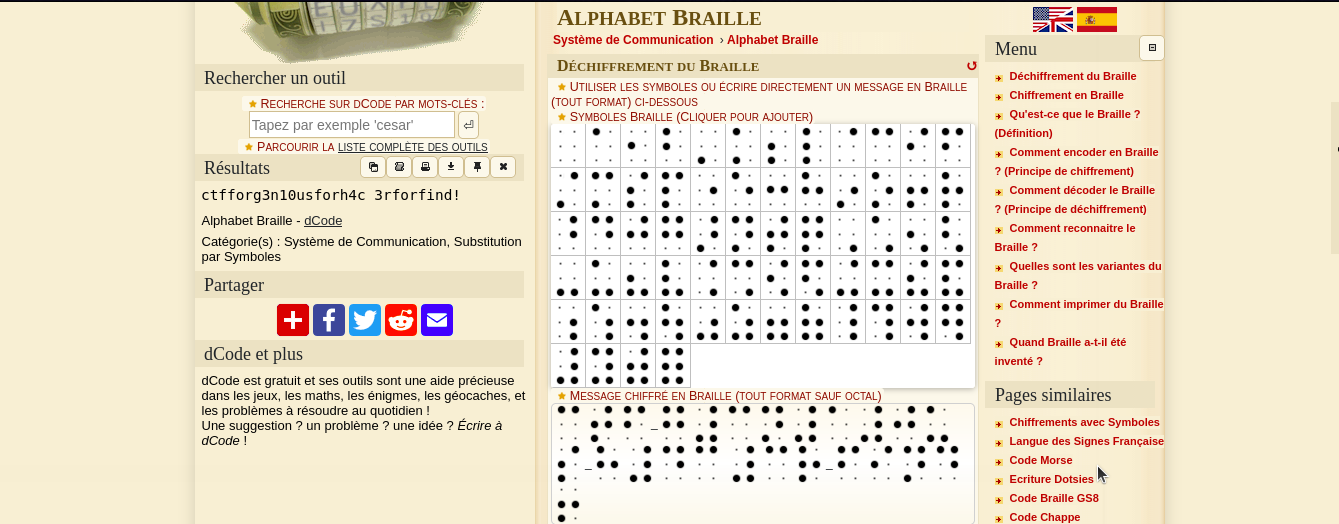 Rechercher un outil
★ Recherche sur dCode par mots-clés :
Tapez par exemple 'cesar'
★ Parcourir la liste complète des outils
Résultats
ctfforg3n10usforh4c 3rforfind!
Alphabet Braille - dCode
Catégorie(s) : Système de Communication, Substitution
par Symboles
Partager
dCode et plus
dCode est gratuit et ses outils sont une aide précieuse
dans les jeux, les maths, les énigmes, les géocaches, et
les problèmes à résoudre au quotidien !
Une suggestion ? un problème ? une idée ? Écrire à
dCode !
Alphabet Braille
Système de Communication › Alphabet Braille
Déchiffrement du Braille
★ Utiliser les symboles ou écrire directement un message en Braille
(tout format) ci-dessous
★ Symboles Braille (Cliquer pour ajouter)
★ Message chiffré en Braille (tout format sauf octal)
Menu
Déchiffrement du Braille
Chiffrement en Braille
Qu'est-ce que le Braille ?
(Définition)
Comment encoder en Braille
? (Principe de chiffrement)
Comment décoder le Braille
? (Principe de déchiffrement)
Comment reconnaitre le
Braille ?
Quelles sont les variantes du
Braille ?
Comment imprimer du Braille
?
Quand Braille a-t-il été
inventé ?
Pages similaires
Chiffrements avec Symboles
Langue des Signes Française
Code Morse
Ecriture Dotsies
Code Braille GS8
Code Chappe